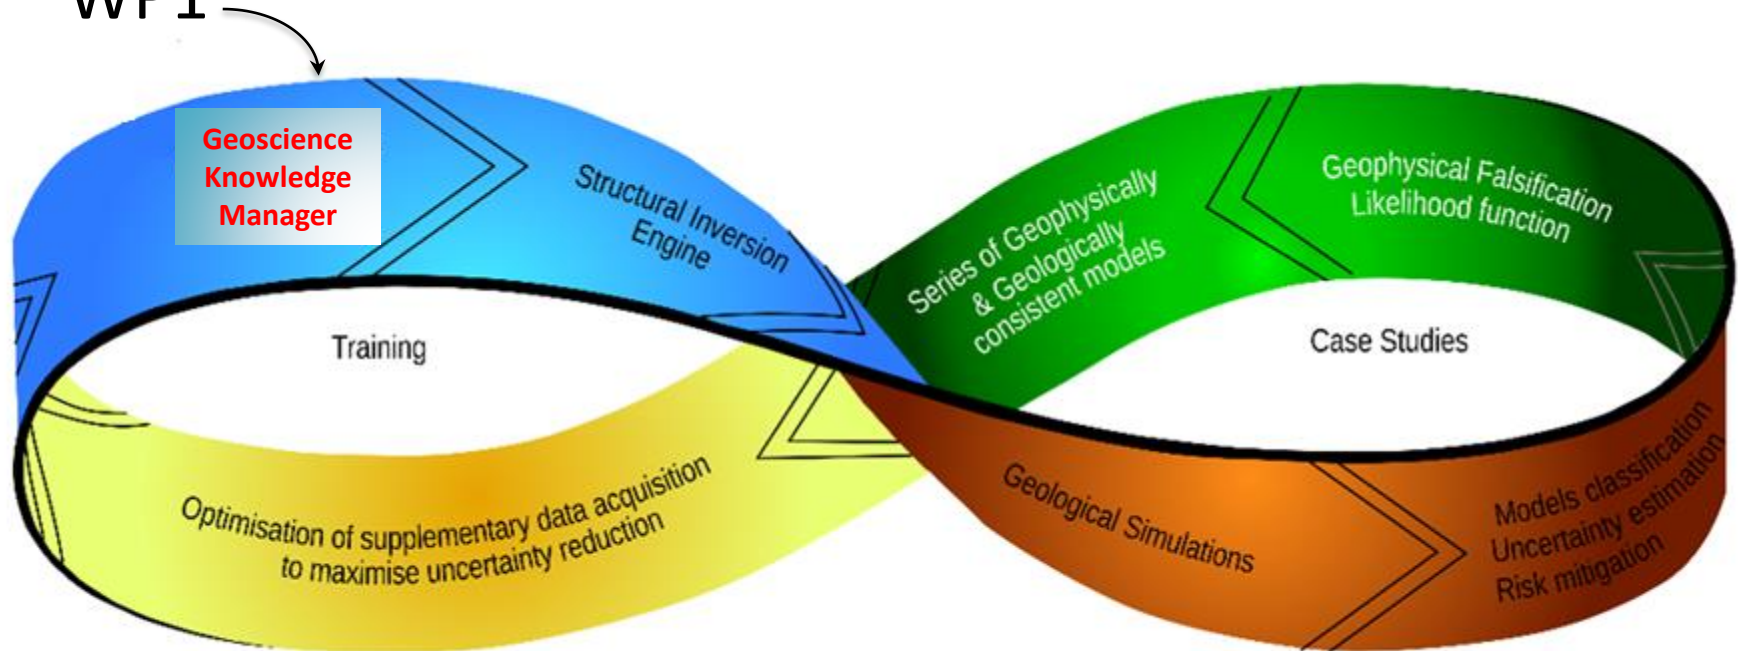 WP1
Geoscience
Knowledge
Manager
Structural Inversion
Engine
Series of Geophysically
& Geologically
consistent models
Geophysical Falsification
Likelihood function
Training
Case Studies
Optimisation of supplementary data acquisition
to maximise uncertainty reduction
Geological Simulations
Models classification
Uncertainty estimation
Risk mitigation